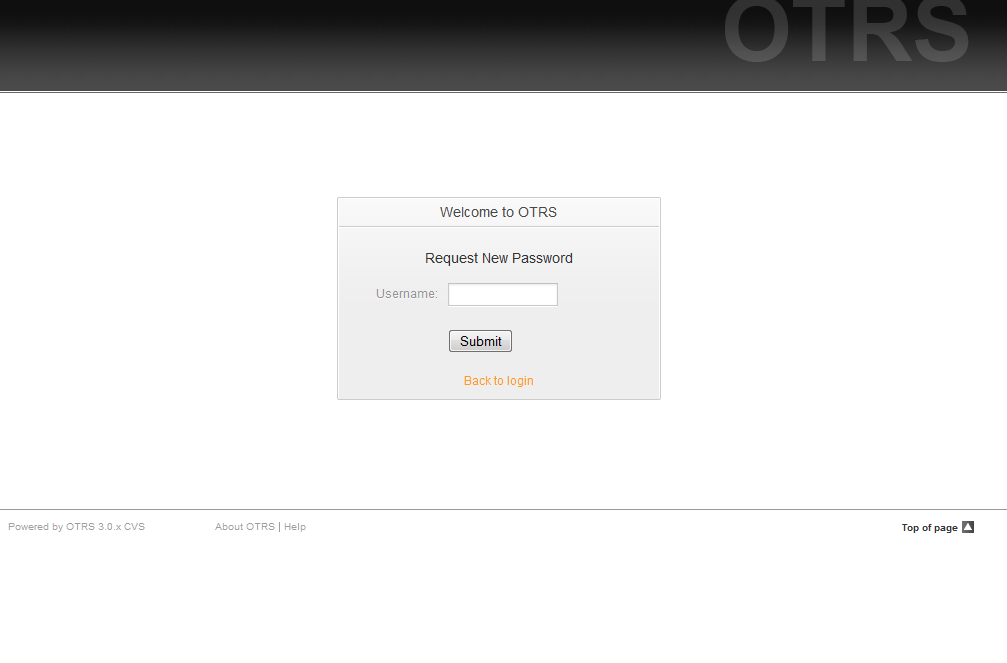 OTRS
Welcome to OTRS
Request New Password
Username:
Submit
Back to login
Powered by OTRS 3.0.x CVS
About OTRS | Help
Top of page